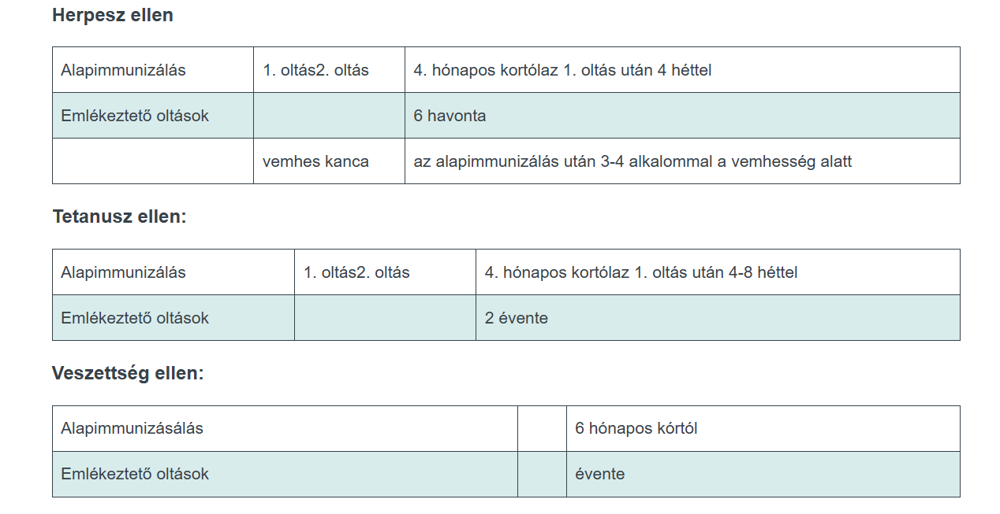 Herpesz ellen
Alapimmunizálás 1. oltás2. oltás 4. hónapos kortólaz 1. oltás után 4 héttel
Emlékeztető oltások 6 havonta
vemhes kanca az alapimmunizálás után 3-4 alkalommal a vemhesség alatt
Tetanusz ellen:
Alapimmunizálás 1. oltás2. oltás 4. hónapos kortólaz 1. oltás után 4-8 héttel
Emlékeztető oltások 2 évente
Veszettség ellen:
Alapimmunizásálás 6 hónapos kórtól
Emlékeztető oltások évente